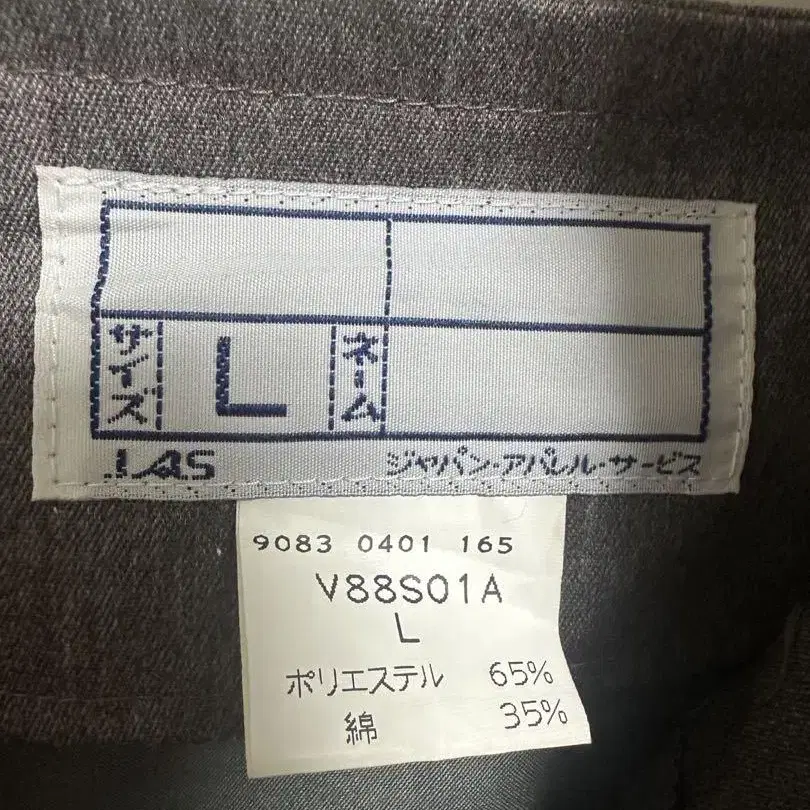 サイズ L ネーム
JAS ジャパン・アパレル・サービス
9083 0401 165
V88S01A
L
ポリエステル 65%
綿 35%